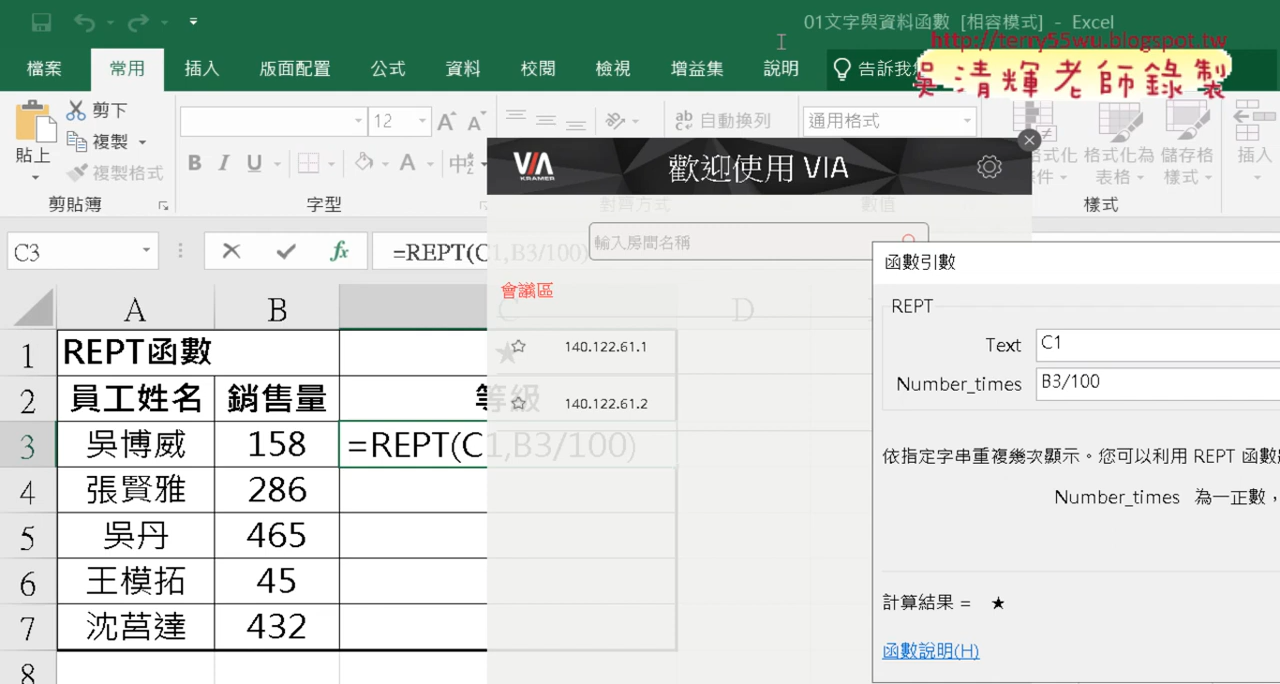 01文字與資料函數 [相容模式] - Excel
http://terry55wu.blogspot.tw
吳清輝老師錄製
檔案 常用 插入 版面配置 公式 資料 校閱 檢視 增益集 說明 告訴我
剪下
複製
複製格式
貼上
剪貼簿
12
B I U
字型
自動換列
對齊方式
通用格式
數值
格式化為
表格
儲存格
樣式
插入
樣式
VIA
KRAMER
歡迎使用 VIA
輸入房間名稱
會議區
140.122.61.1
140.122.61.2
C3
fx
=REPT(C1,B3/100)
A B C D
1 REPT函數 ★
2 員工姓名 銷售量 等級
3 吳博威 158 =REPT(C1,B3/100)
4 張賢雅 286
5 吳丹 465
6 王模拓 45
7 沈莒達 432
8
函數引數
REPT
Text C1
Number_times B3/100
依指定字串重複幾次顯示。您可以利用 REPT 函數
Number_times 為一正數,
計算結果 = ★
函數說明(H)